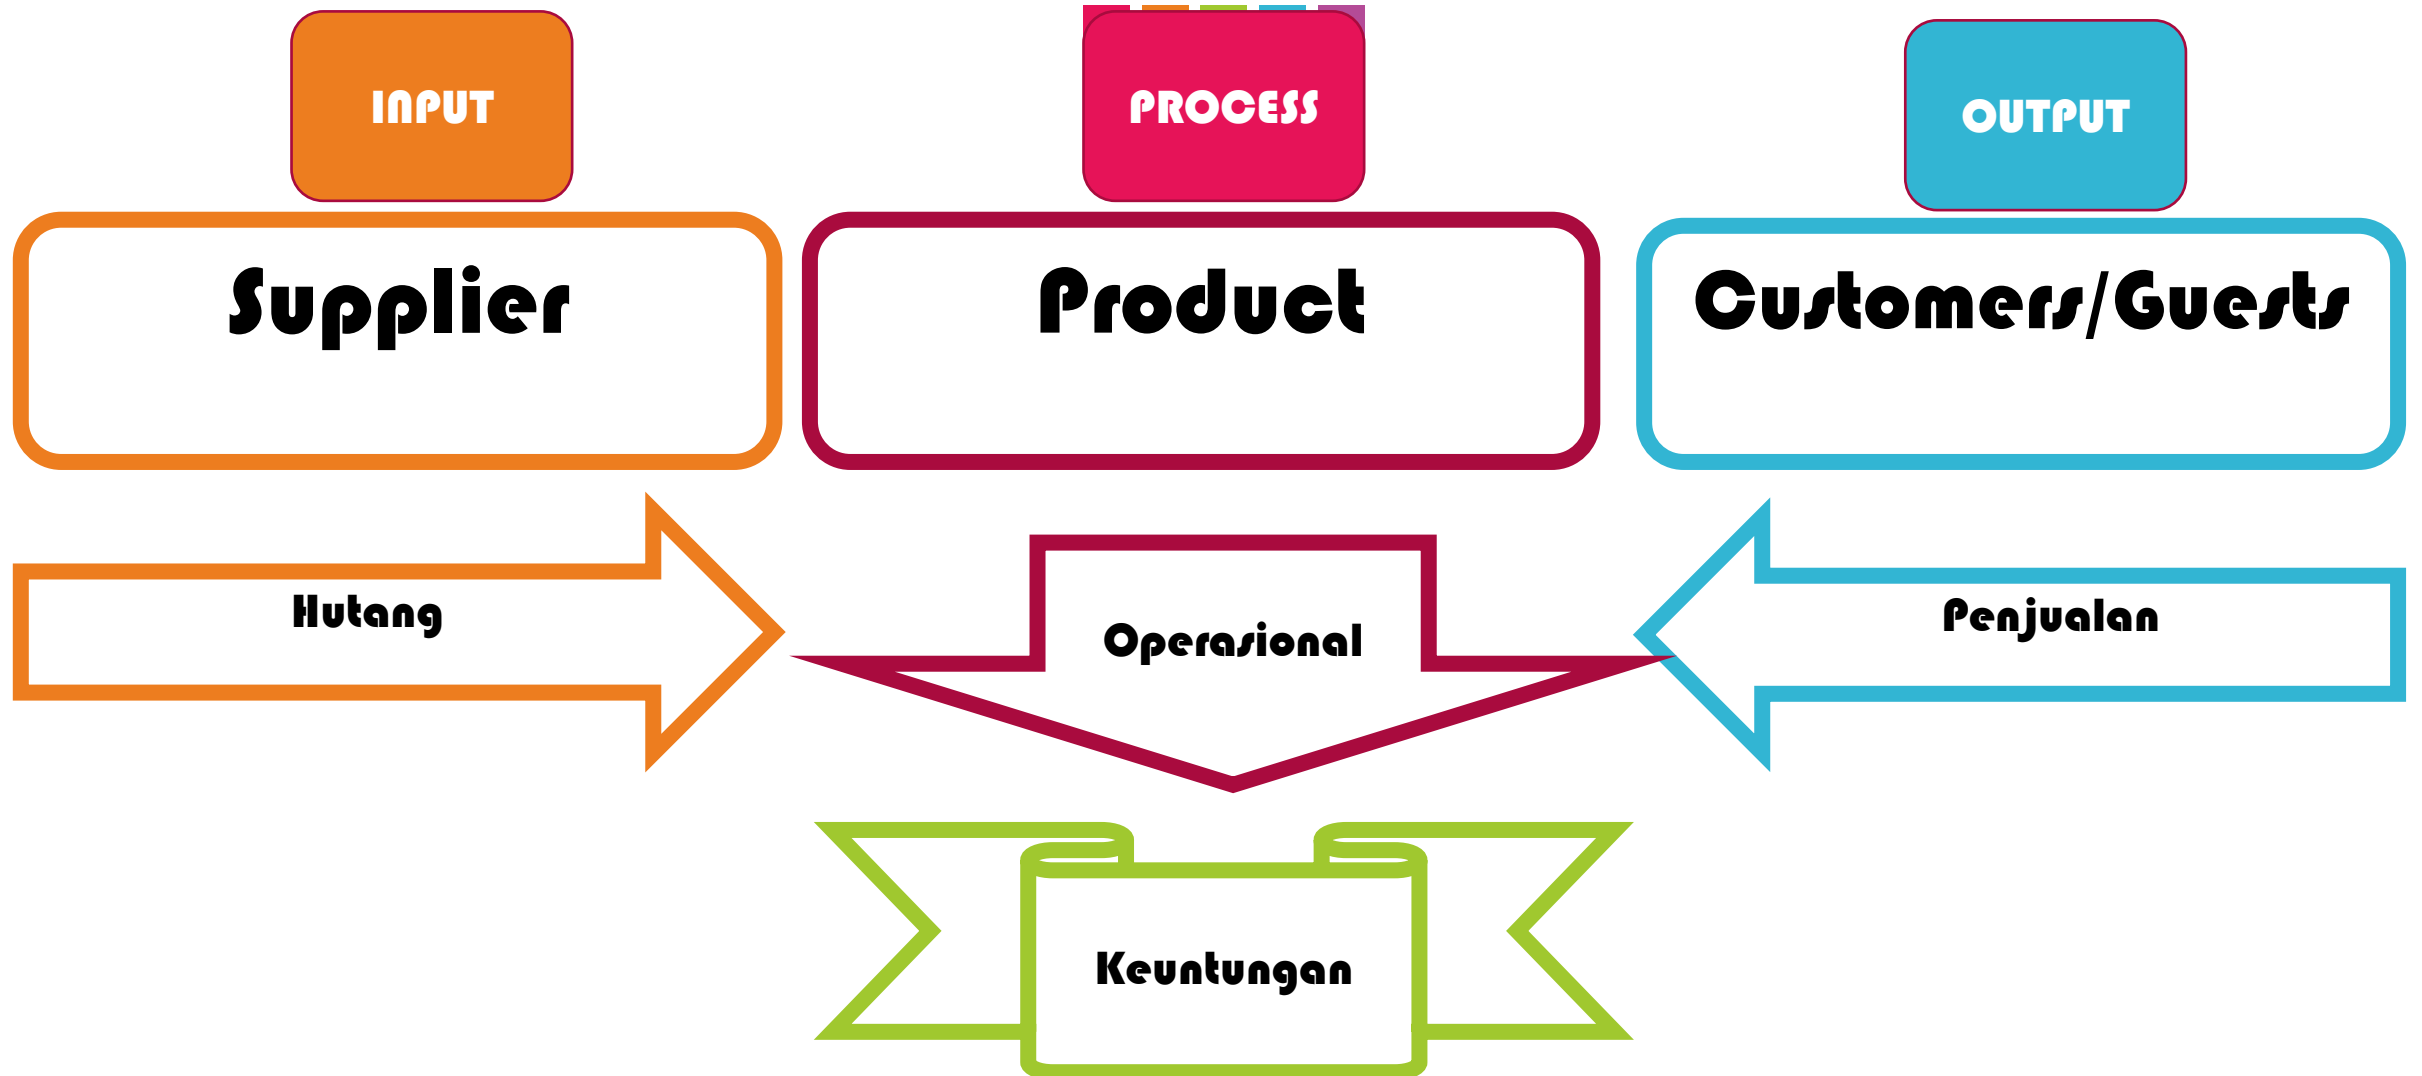 INPUT
PROCESS
OUTPUT
Supplier
Product
Customers/Guests
Hutang
Operasional
Penjualan
Keuntungan